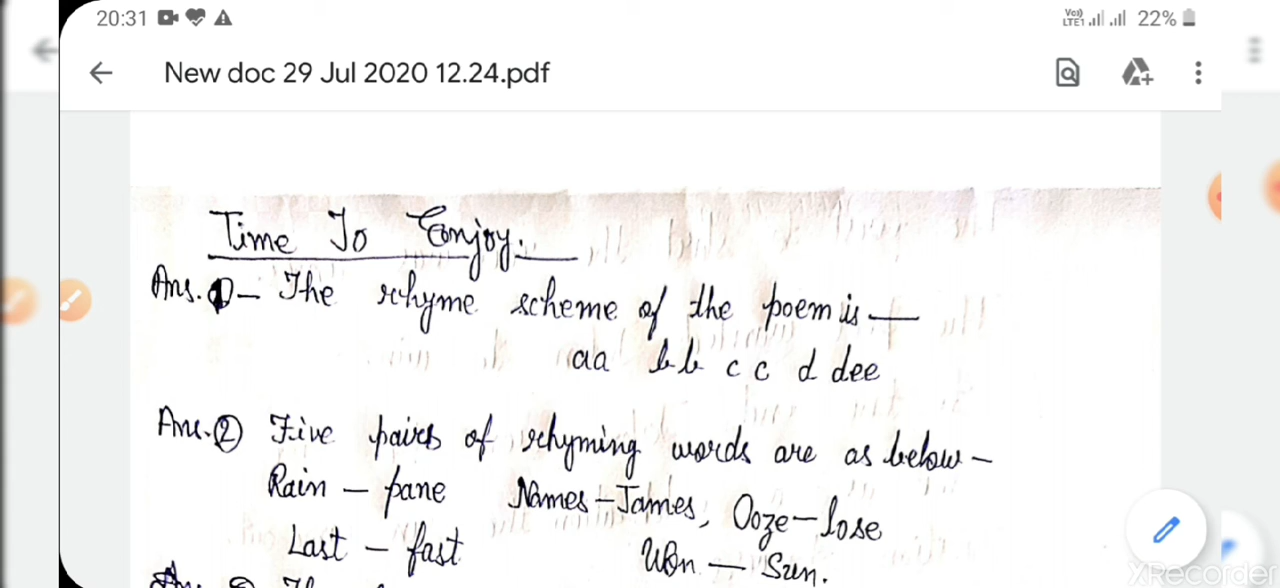 20:31 Vo)) LTE1 22%
New doc 29 Jul 2020 12.24.pdf
Time To Enjoy.
Ans. 1 – The rhyme scheme of the poem is —
aa bb c c d dee
Ans. 2 Five pairs of rhyming words are as below –
Rain – pane Names – James, Ooze – lose
Last – fast Won — Sun.
XRecorder